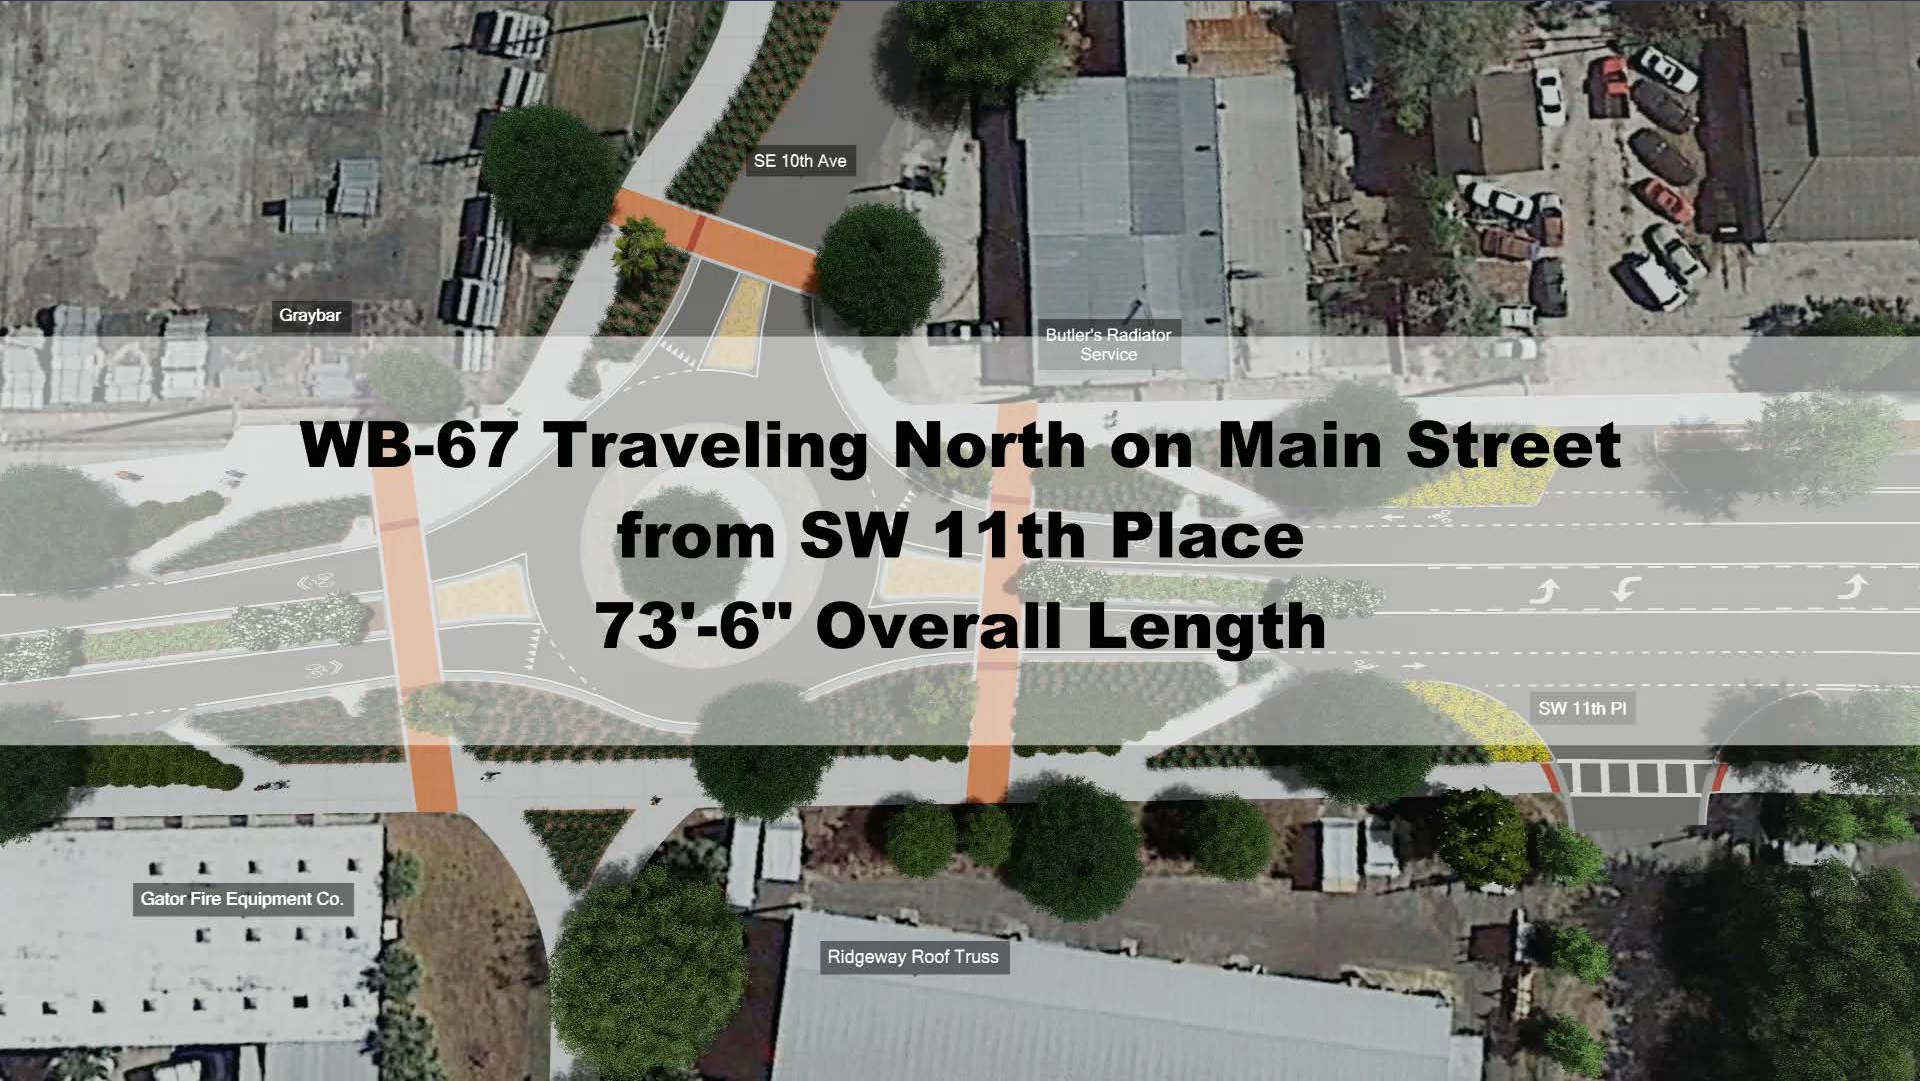 SE 10th Ave
Graybar
Butler's Radiator
Service
WB-67 Traveling North on Main Street
from SW 11th Place
73'-6" Overall Length
SW 11th Pl
Gator Fire Equipment Co.
Ridgeway Roof Truss